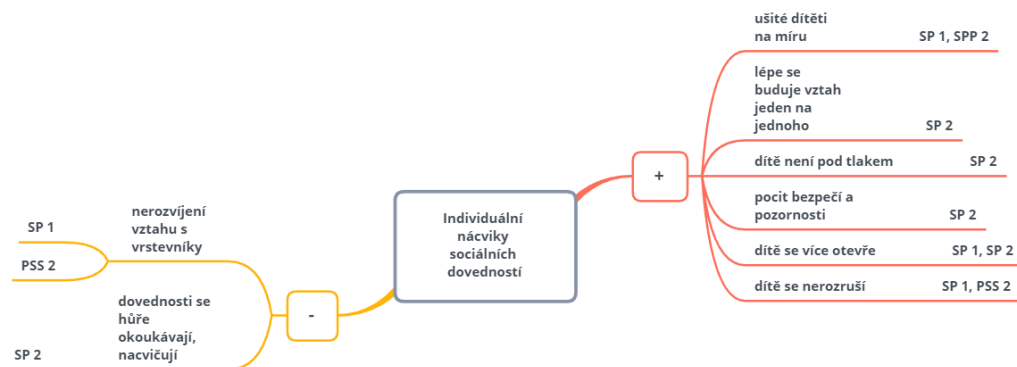 ušité dítěti
na míru
SP 1, SPP 2
lépe se
buduje vztah
jeden na
jednoho
SP 2
dítě není pod tlakem
SP 2
+
pocit bezpečí a
pozornosti
SP 2
dítě se více otevře
SP 1, SP 2
dítě se nerozruší
SP 1, PSS 2
Individuální
nácviky
sociálních
dovedností
nerozvíjení
vztahu s
vrstevníky
SP 1
PSS 2
-
dovednosti se
hůře
okoukávají,
nacvičují
SP 2